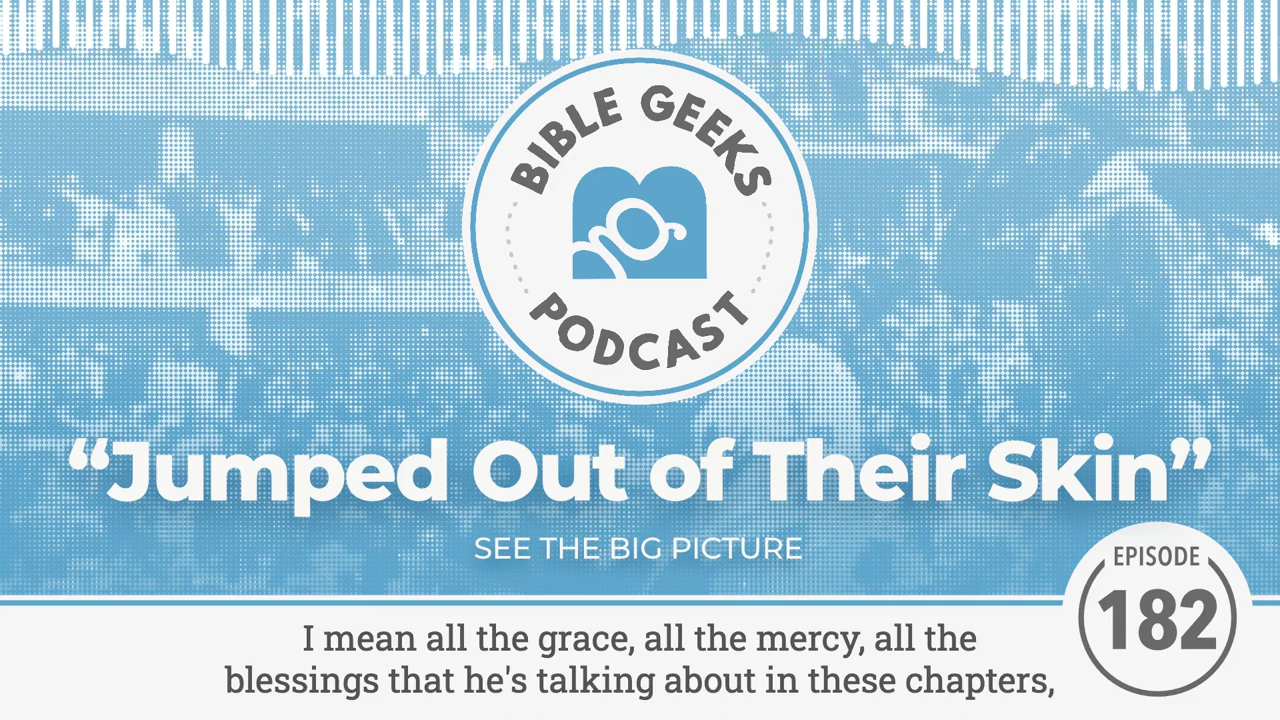 BIBLE GEEKS
PODCAST
“Jumped Out of Their Skin”
SEE THE BIG PICTURE
EPISODE
182
I mean all the grace, all the mercy, all the
blessings that he's talking about in these chapters,